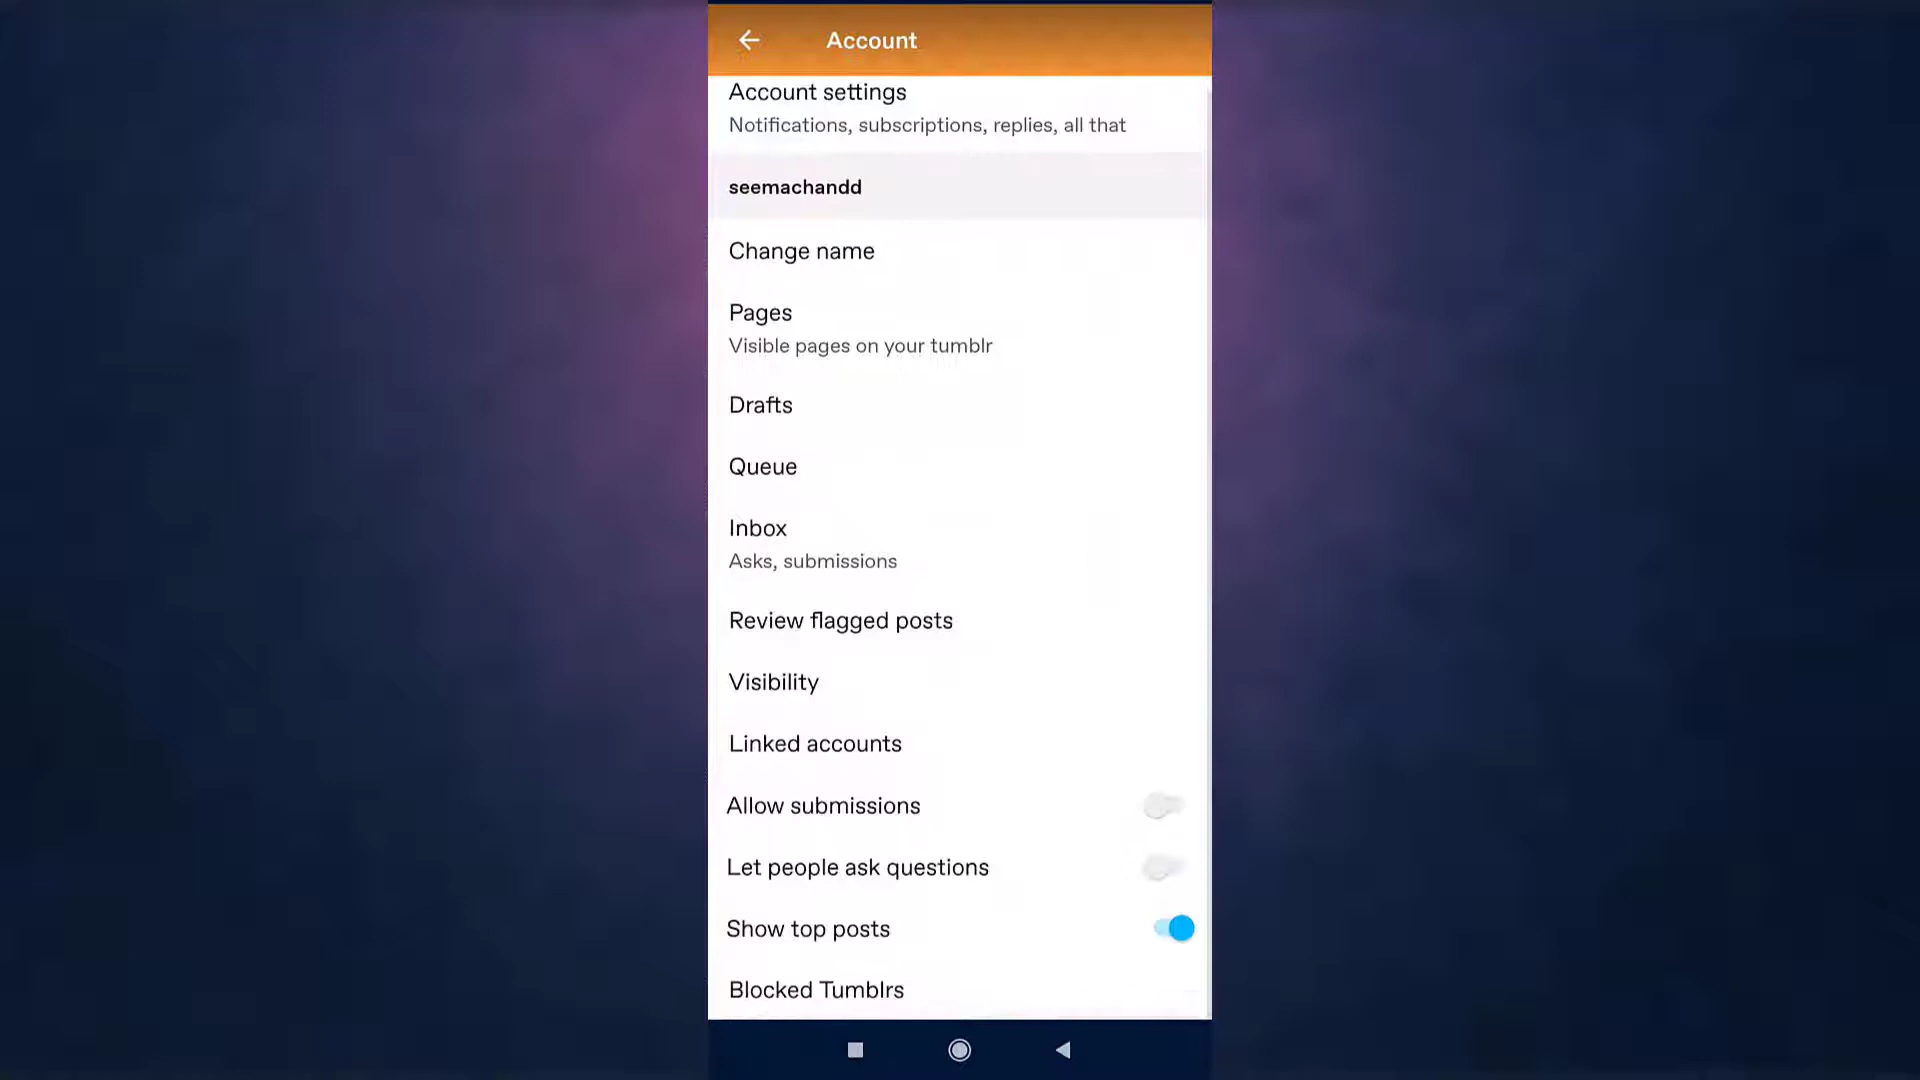 Account
Account settings
Notifications, subscriptions, replies, all that
seemachandd
Change name
Pages
Visible pages on your tumblr
Drafts
Queue
Inbox
Asks, submissions
Review flagged posts
Visibility
Linked accounts
Allow submissions
Let people ask questions
Show top posts
Blocked Tumblrs